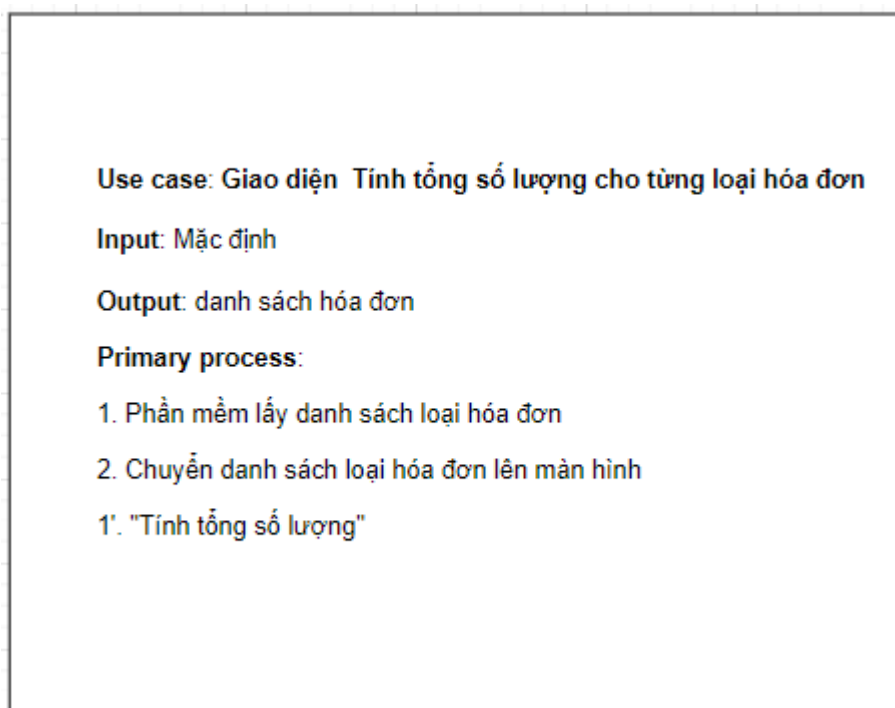 Use case: Giao diện  Tính tổng số lượng cho từng loại hóa đơn
Input: Mặc định
Output: danh sách hóa đơn
Primary process:
1. Phần mềm lấy danh sách loại hóa đơn
2. Chuyển danh sách loại hóa đơn lên màn hình
1'. "Tính tổng số lượng"